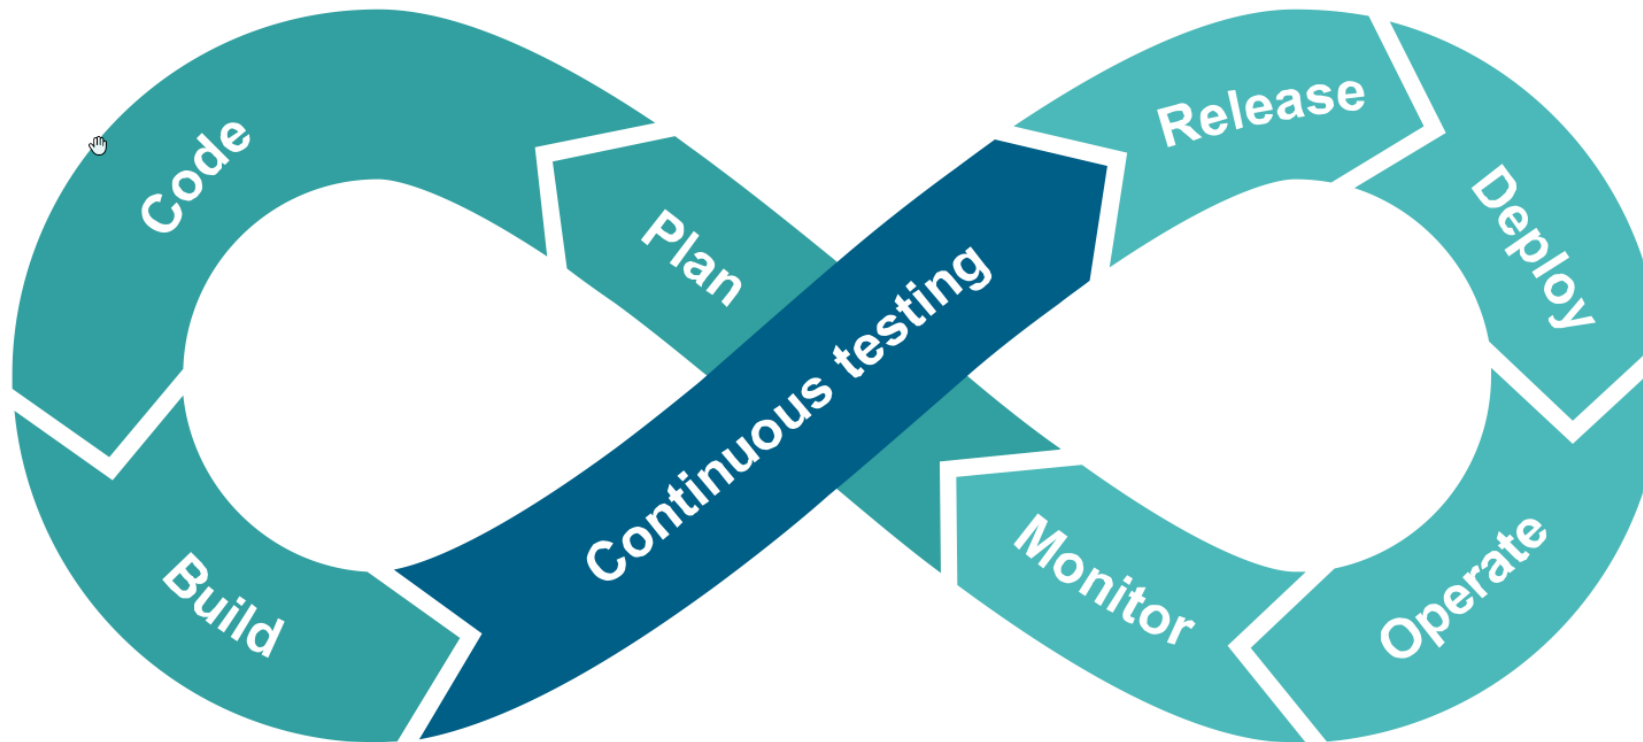 Code
Plan
Build
Continuous testing
Release
Deploy
Operate
Monitor